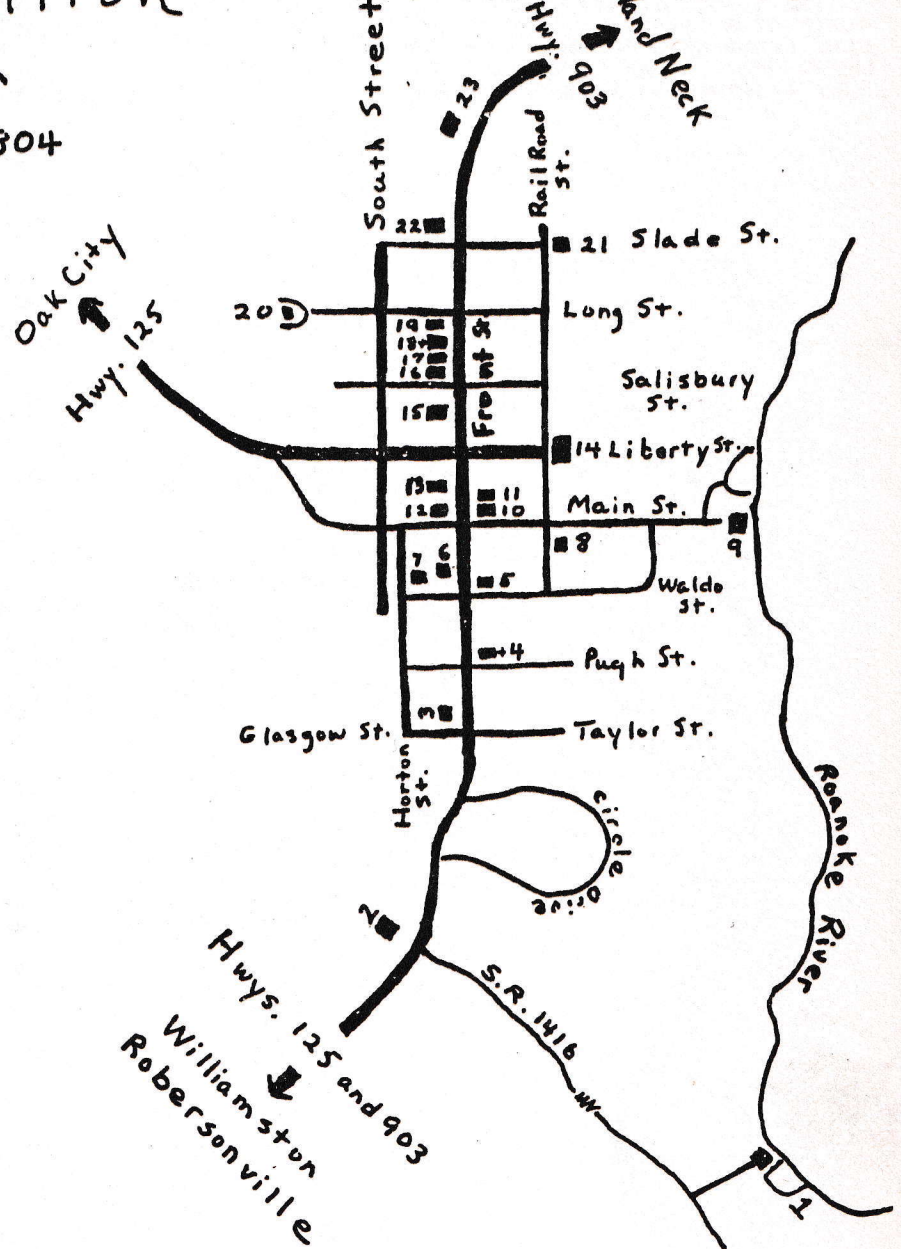 South Street
Hwy. 903
and Neck
804
23
Rail Road St.
22
21 Slade St.
Oak City
Hwy. 125
20
Long St.
19
18+
17
16
Front St
Salisbury St.
15
14 Liberty St.
13
12
11
10
Main St.
9
8
7
6
5
Waldo St.
+4
Pugh St.
3
Glasgow St.
Taylor St.
Horton St.
Circle Drive
Roanoke River
2
Hwys. 125 and 903
Williamston
Robersonville
S.R. 1416
1